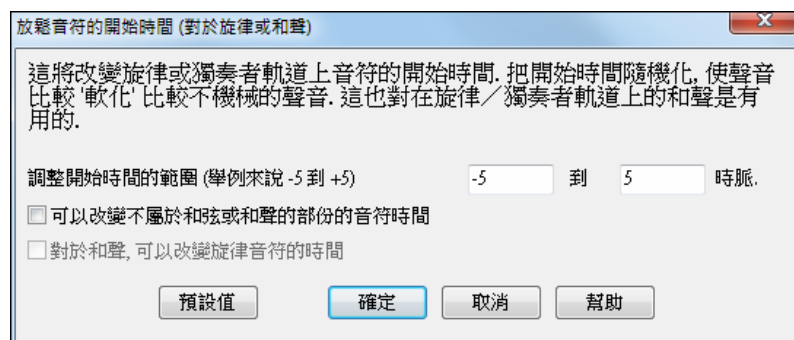 放鬆音符的開始時間 (對於旋律或和聲)
這將改變旋律或獨奏者軌道上音符的開始時間. 把開始時間隨機化, 使聲音
比較 '軟化' 比較不機械的聲音. 這也對在旋律／獨奏者軌道上的和聲是有
用的.
調整開始時間的範圍 (舉例來說 -5 到 +5) -5 到 5 時脈.
可以改變不屬於和弦或和聲的部份的音符時間
對於和聲, 可以改變旋律音符的時間
預設值 確定 取消 幫助